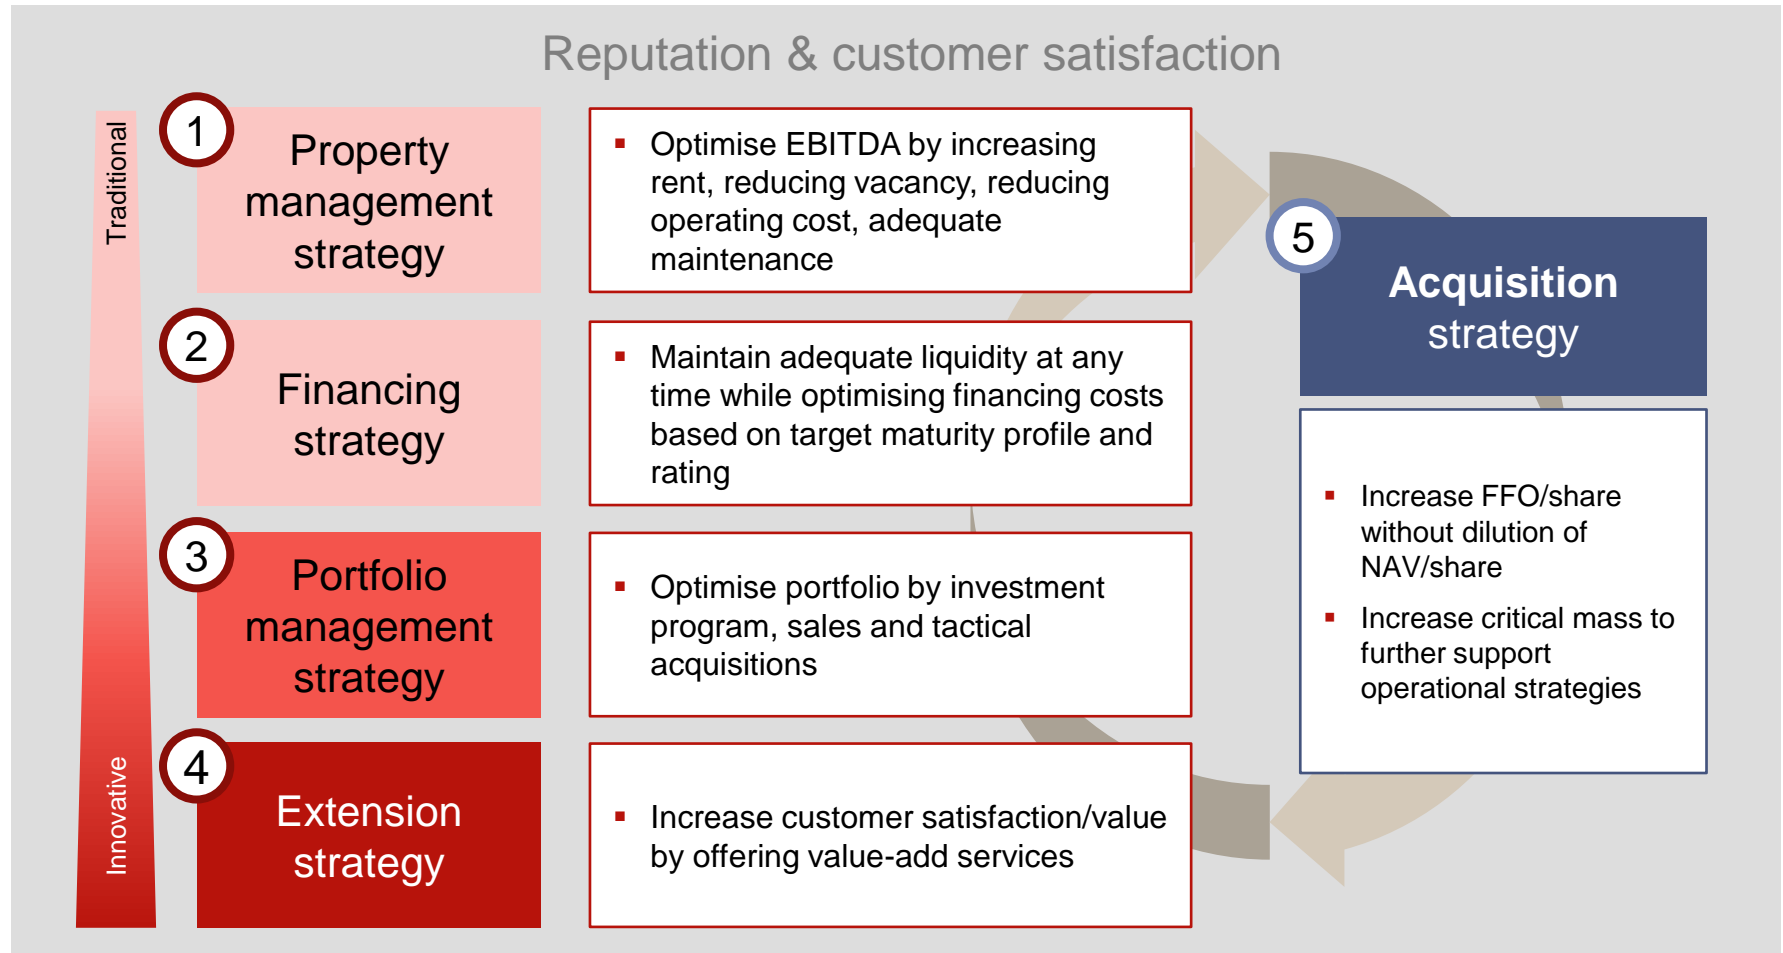 Reputation & customer satisfaction
Traditional
Innovative
1
Property
management
strategy
▪ Optimise EBITDA by increasing
rent, reducing vacancy, reducing
operating cost, adequate
maintenance
2
Financing
strategy
▪ Maintain adequate liquidity at any
time while optimising financing costs
based on target maturity profile and
rating
3
Portfolio
management
strategy
▪ Optimise portfolio by investment
program, sales and tactical
acquisitions
4
Extension
strategy
▪ Increase customer satisfaction/value
by offering value-add services
5
Acquisition
strategy
▪ Increase FFO/share
without dilution of
NAV/share
▪ Increase critical mass to
further support
operational strategies